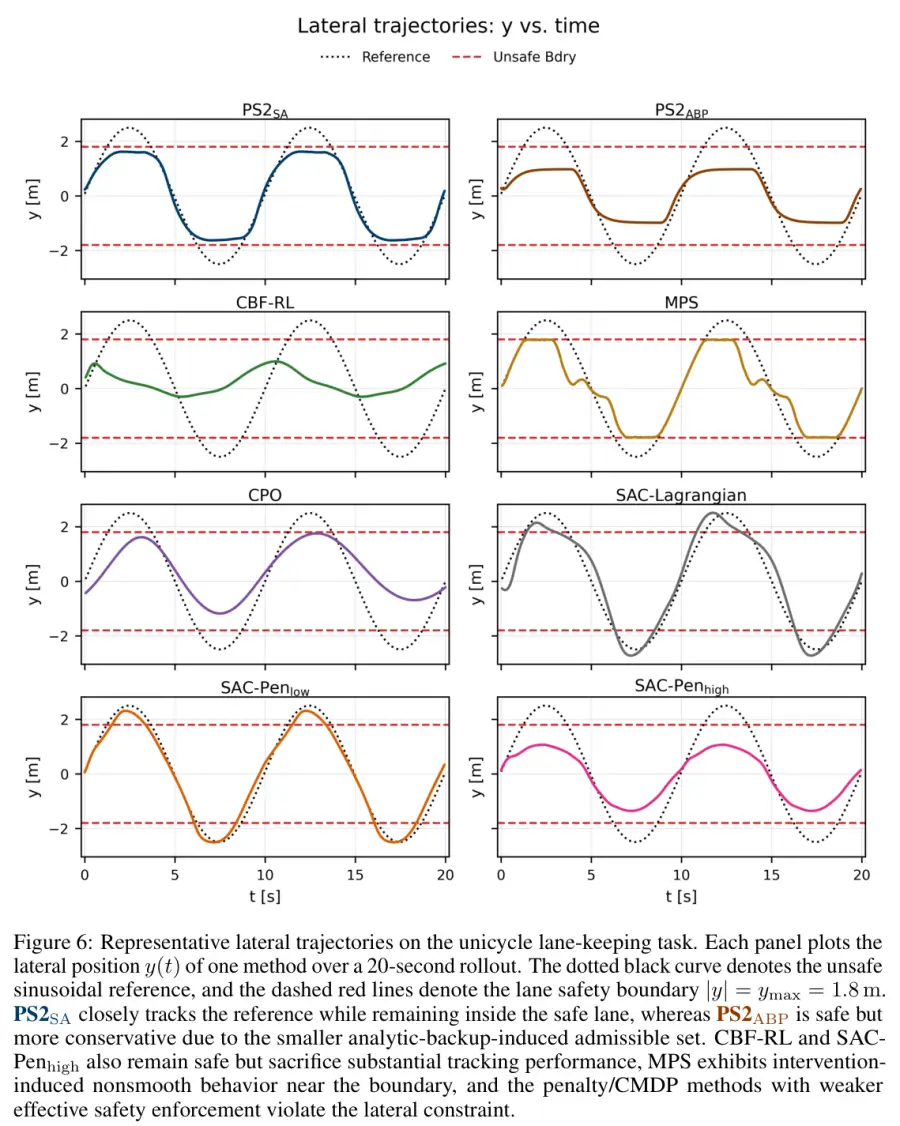 Lateral trajectories: y vs. time
Reference Unsafe Bdry
PS2SA PS2ABP
2
0
−2
y [m] y [m]
CBF-RL MPS
2
0
−2
y [m] y [m]
CPO SAC-Lagrangian
2
0
−2
y [m] y [m]
SAC-Penlow SAC-Penhigh
2
0
−2
y [m] y [m]
0 5 10 15 20 0 5 10 15 20
t [s] t [s]
Figure 6: Representative lateral trajectories on the unicycle lane-keeping task. Each panel plots the
lateral position y(t) of one method over a 20-second rollout. The dotted black curve denotes the unsafe
sinusoidal reference, and the dashed red lines denote the lane safety boundary |y| = ymax = 1.8 m.
PS2SA closely tracks the reference while remaining inside the safe lane, whereas PS2ABP is safe but
more conservative due to the smaller analytic-backup-induced admissible set. CBF-RL and SAC-
Penhigh also remain safe but sacrifice substantial tracking performance, MPS exhibits intervention-
induced nonsmooth behavior near the boundary, and the penalty/CMDP methods with weaker
effective safety enforcement violate the lateral constraint.